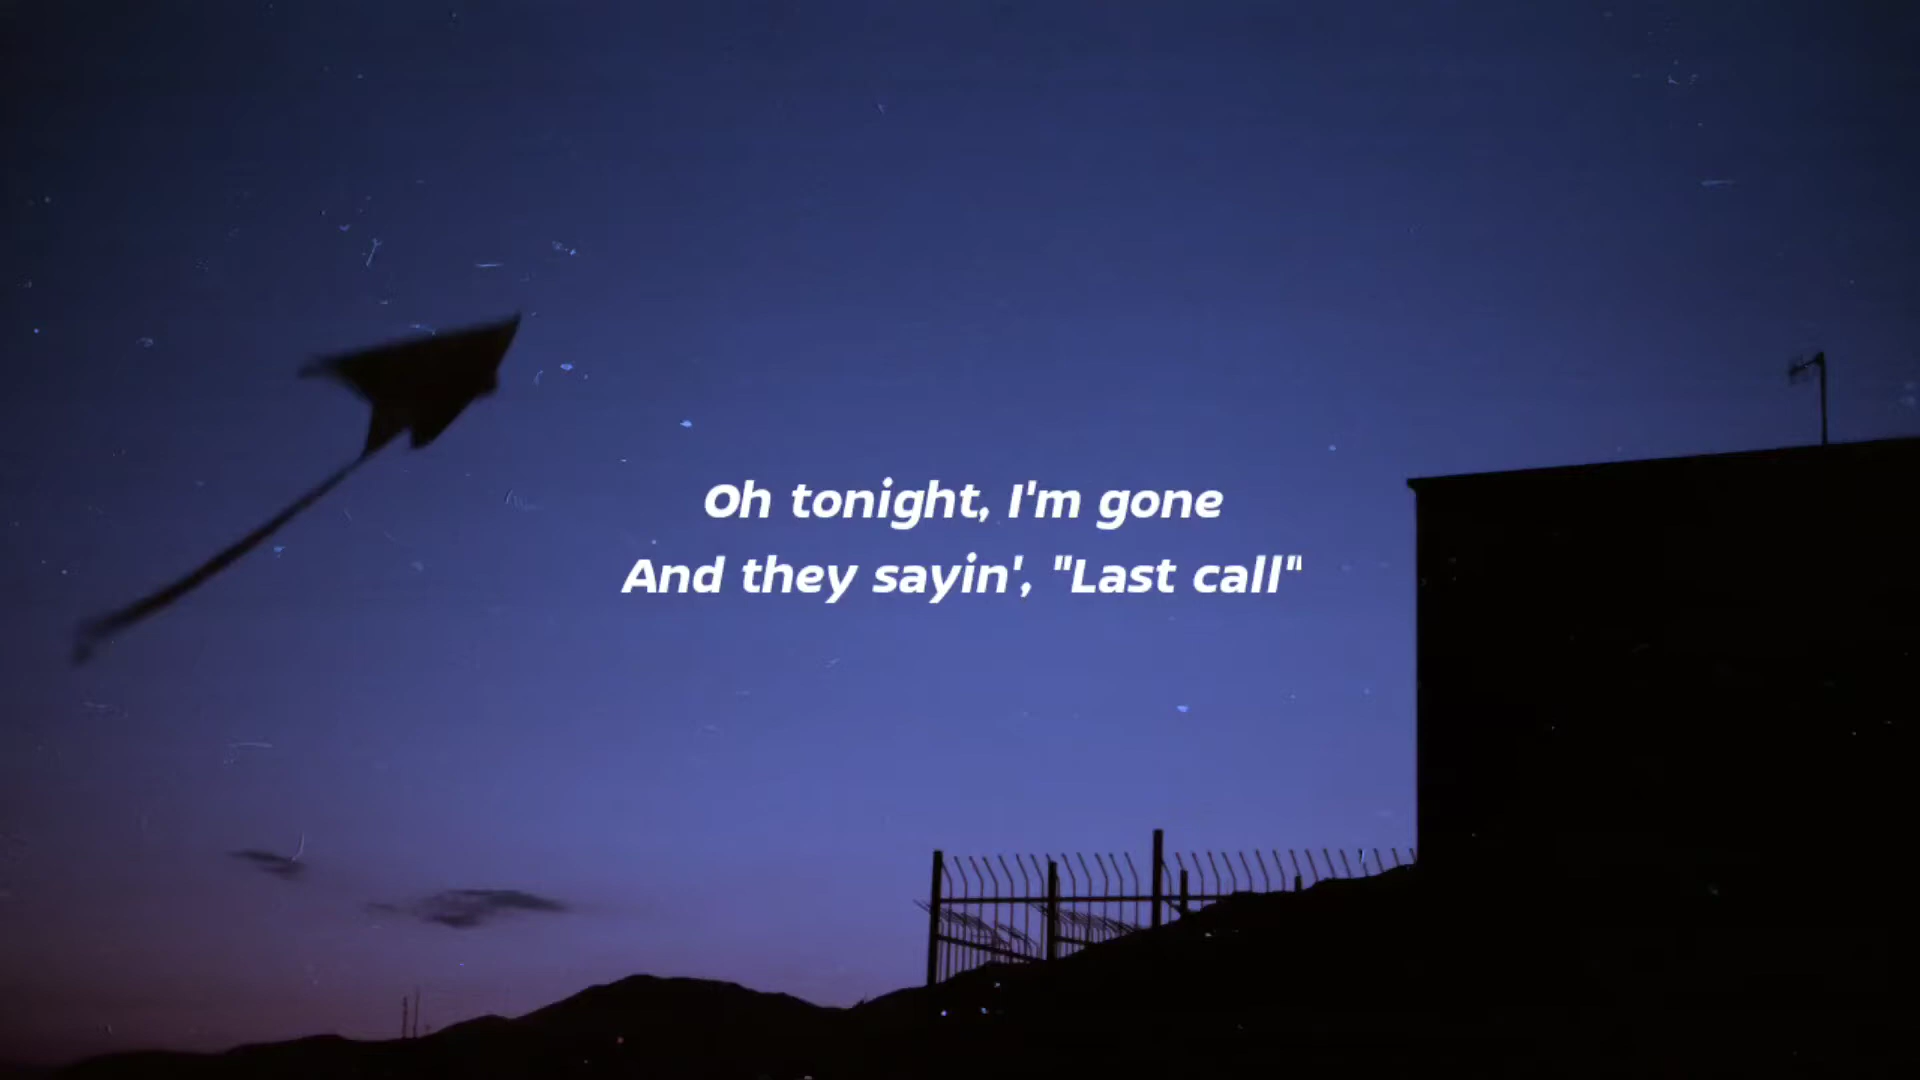 Oh tonight, I'm gone
And they sayin', "Last call"